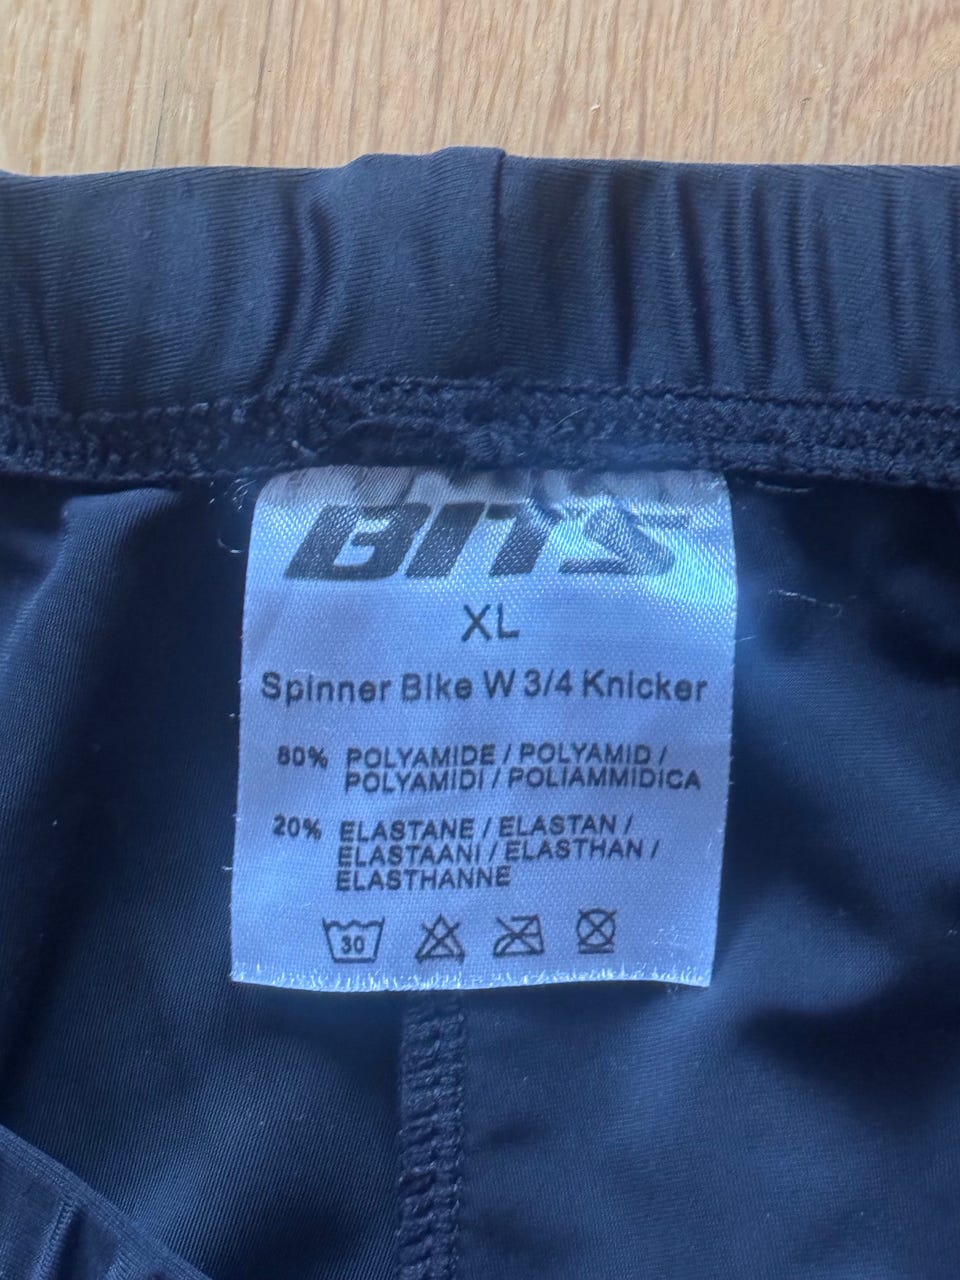 BITS
XL
Spinner Bike W 3/4 Knicker
80% POLYAMIDE / POLYAMID /
POLYAMIDI / POLIAMMIDICA
20% ELASTANE / ELASTAN /
ELASTAANI / ELASTHAN /
ELASTHANNE
30